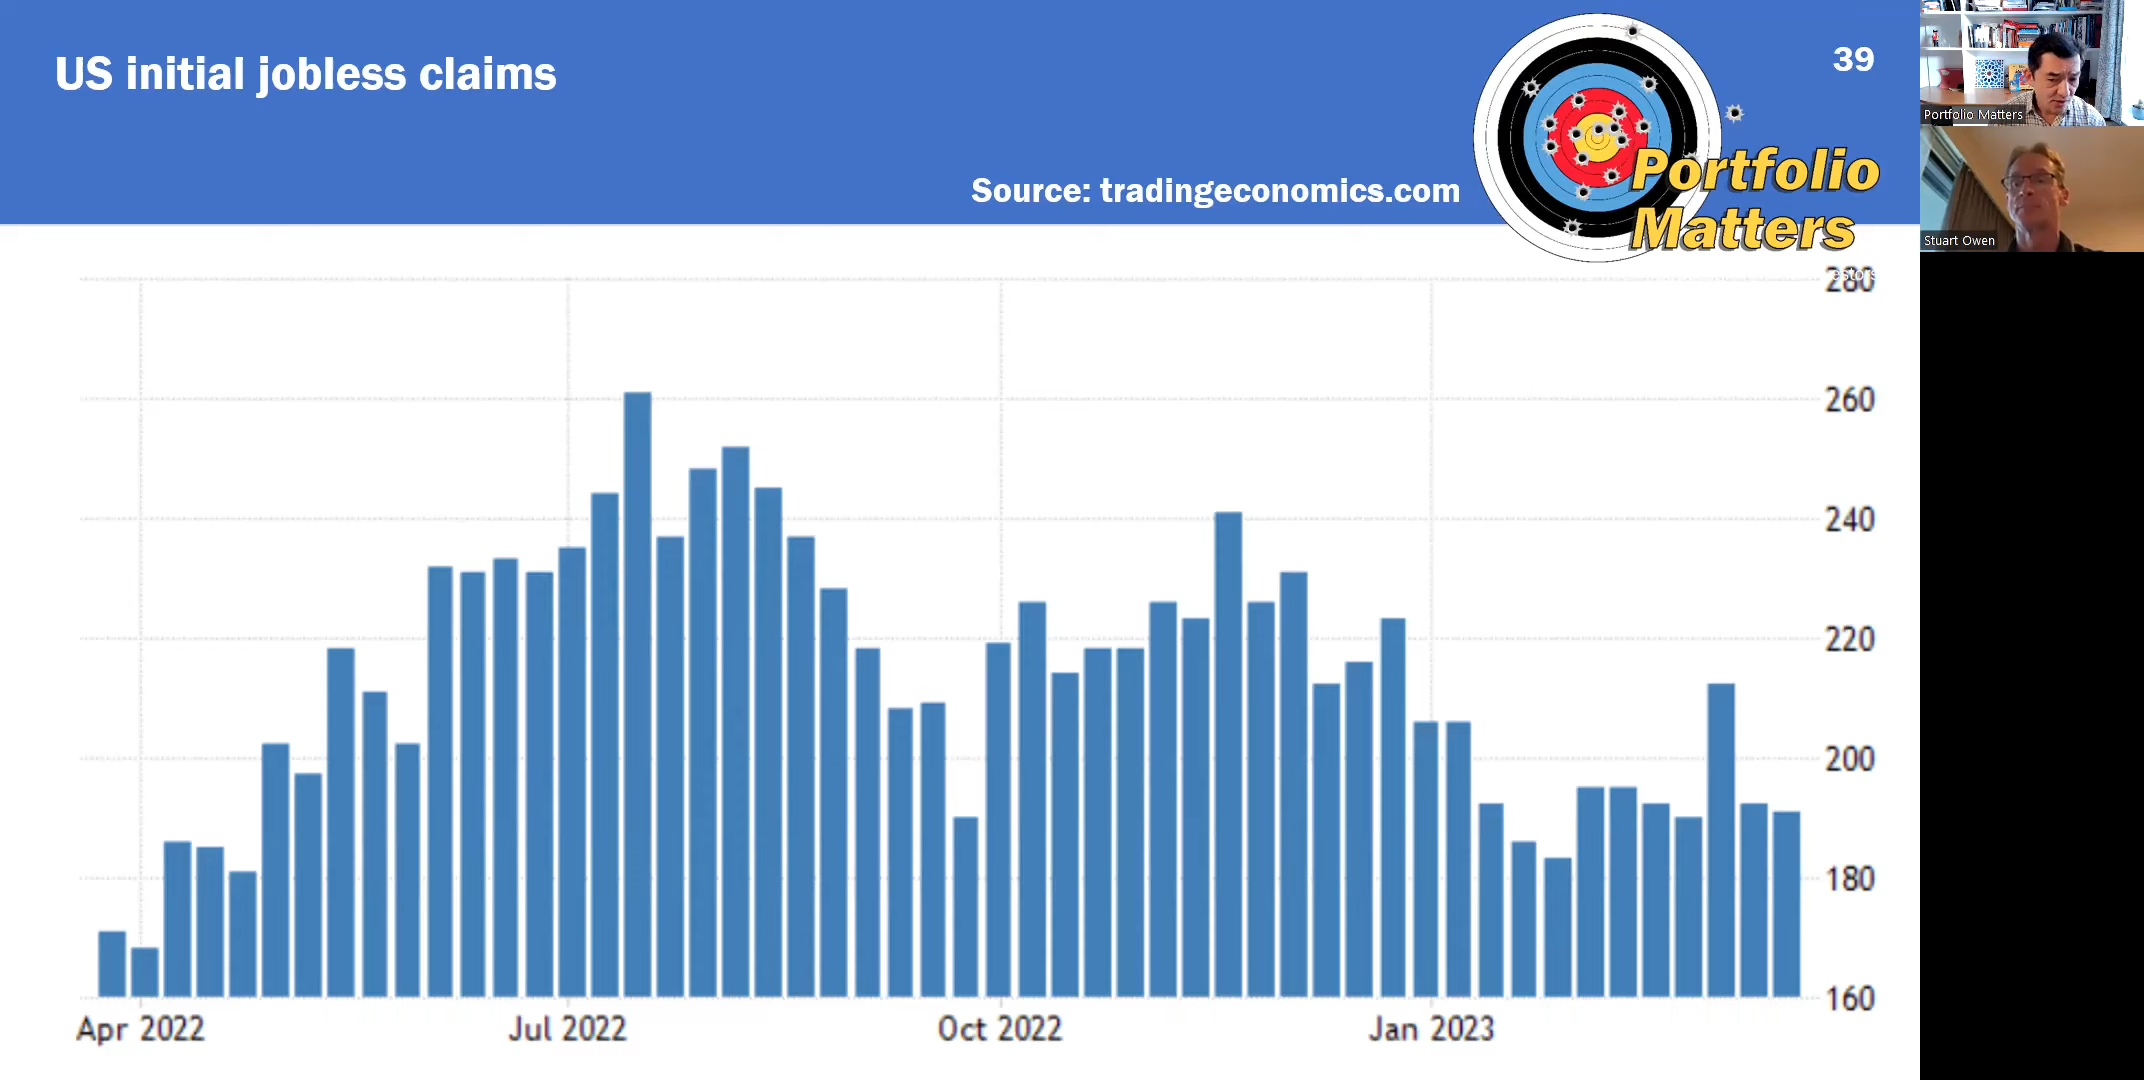 US initial jobless claims
39
Source: tradingeconomics.com
Portfolio
Matters
280
260
240
220
200
180
160
Apr 2022
Jul 2022
Oct 2022
Jan 2023
Portfolio Matters
Stuart Owen